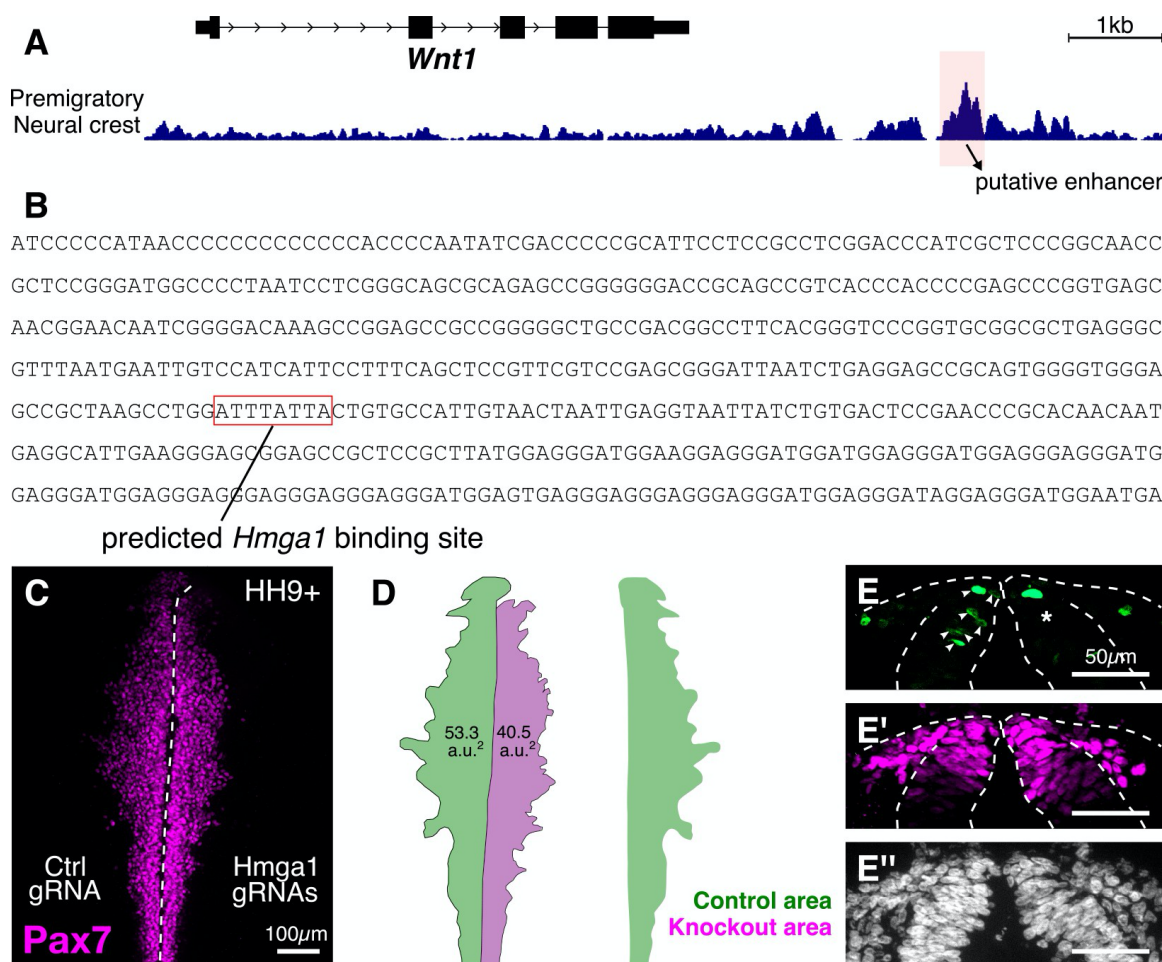 A
Wnt1
1kb
Premigratory
Neural crest
putative enhancer
B
ATCCCCCATAACCCCCCCCCCCCCACCCCAATATCGACCCCCGCATTCCTCCGCCTCGGACCCATCGCTCCCGGCAACC
GCTCCGGGATGGCCCCTAATCCTCGGGCAGCGCAGAGCCGGGGGGACCGCAGCCGTCACCCACCCCGAGCCCGGTGAGC
AACGGAACAATCGGGGACAAAGCCGGAGCCGCCGGGGGCTGCCGACGGCCTTCACGGGTCCCGGTGCGGCGCTGAGGGC
GTTTAATGAATTGTCCATCATTCCTTTCAGCTCCGTTCGTCCGAGCGGGATTAATCTGAGGAGCCGCAGTGGGGTGGGA
GCCGCTAAGCCTGGATTTATTACTGTGCCATTGTAACTAATTGAGGTAATTATCTGTGACTCCGAACCCGCACAACAAT
GAGGCATTGAAGGGAGCGGAGCCGCTCCGCTTATGGAGGGATGGAAGGAGGGATGGATGGAGGGATGGAGGGAGGGATG
GAGGGATGGAGGGAGGGAGGGAGGGAGGGATGGAGTGAGGGAGGGAGGGAGGGATGGAGGGATAGGAGGGATGGAATGA
predicted Hmga1 binding site
C
HH9+
Ctrl
gRNA
Hmga1
gRNAs
Pax7
100µm
D
53.3
a.u.²
40.5
a.u.²
Control area
Knockout area
E
*
50µm
E'
E''